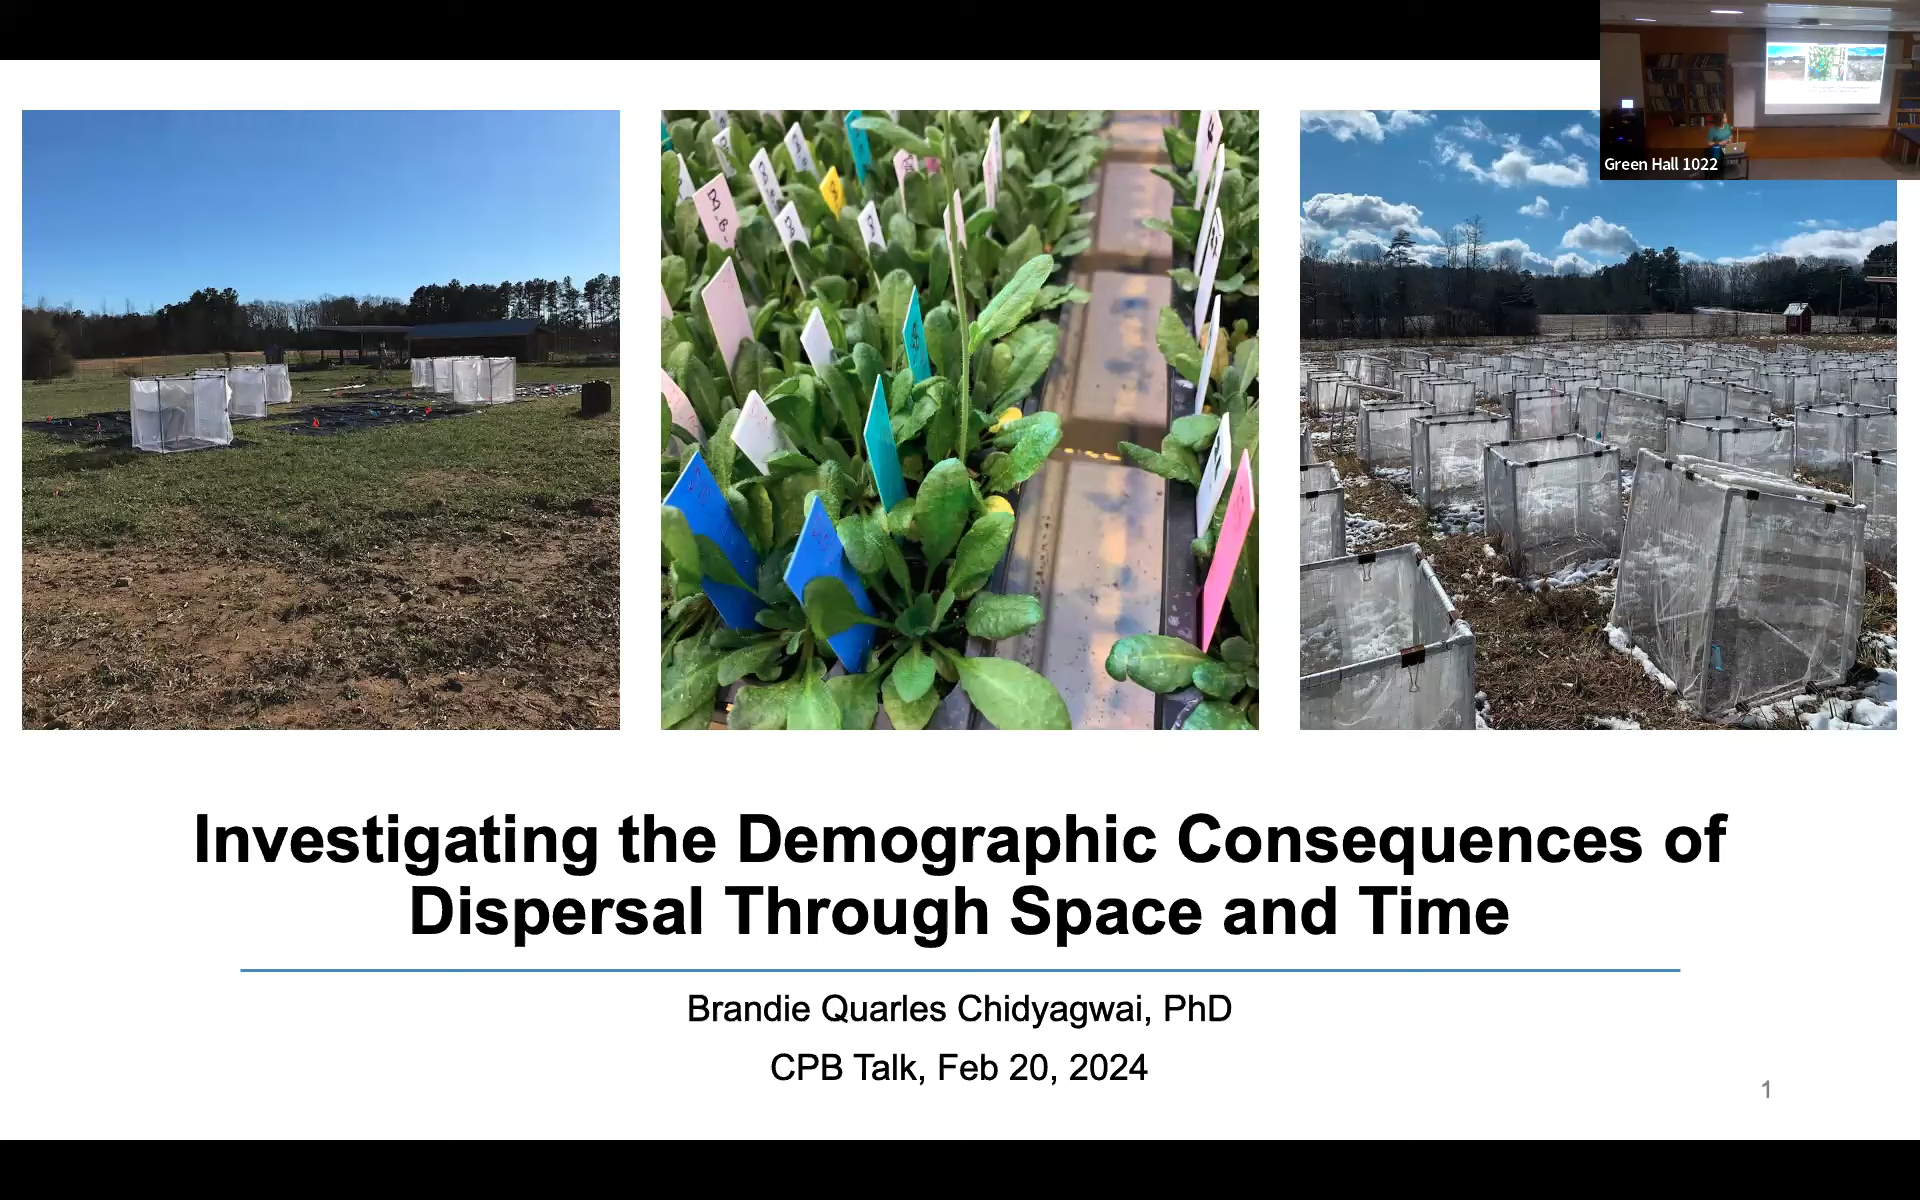 Green Hall 1022
Investigating the Demographic Consequences of
Dispersal Through Space and Time
Brandie Quarles Chidyagwai, PhD
CPB Talk, Feb 20, 2024
1